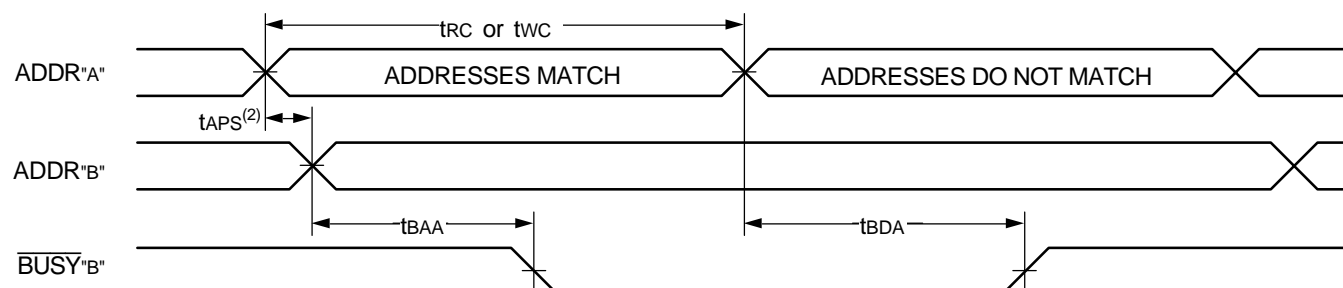 tRC or tWC
ADDR"A"
ADDRESSES MATCH
ADDRESSES DO NOT MATCH
tAPS(2)
ADDR"B"
tBAA
tBDA
BUSY"B"